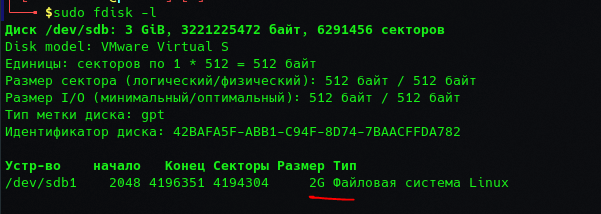 $sudo fdisk -l
Диск /dev/sdb: 3 GiB, 3221225472 байт, 6291456 секторов
Disk model: VMware Virtual S
Единицы: секторов по 1 * 512 = 512 байт
Размер сектора (логический/физический): 512 байт / 512 байт
Размер I/O (минимальный/оптимальный): 512 байт / 512 байт
Тип метки диска: gpt
Идентификатор диска: 42BAFA5F-ABB1-C94F-8D74-7BAACFFDA782
Устр-во начало Конец Секторы Размер Тип
/dev/sdb1 2048 4196351 4194304 2G Файловая система Linux